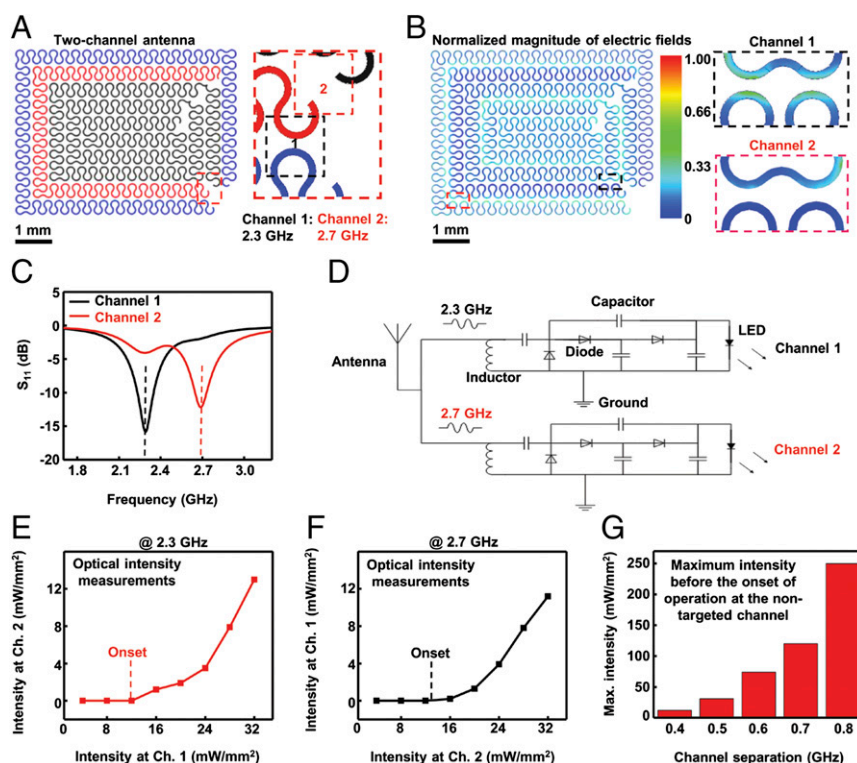 A
Two-channel antenna
2
1
Channel 1: Channel 2:
2.3 GHz 2.7 GHz
1 mm
B
Normalized magnitude of electric fields
1.00
0.66
0.33
0
Channel 1
Channel 2
1 mm
C
Channel 1
Channel 2
S11 (dB)
5
0
-5
-10
-15
-20
1.8 2.1 2.4 2.7 3.0
Frequency (GHz)
D
2.3 GHz
Capacitor
LED
Antenna
Diode
Channel 1
Inductor
Ground
2.7 GHz
Channel 2
E
@ 2.3 GHz
Optical intensity
measurements
Onset
Intensity at Ch. 2 (mW/mm²)
12
8
4
0
0 8 16 24 32
Intensity at Ch. 1 (mW/mm²)
F
@ 2.7 GHz
Optical intensity
measurements
Onset
Intensity at Ch. 1 (mW/mm²)
12
8
4
0
0 8 16 24 32
Intensity at Ch. 2 (mW/mm²)
G
Maximum intensity
before the onset of
operation at the non-
targeted channel
Max. intensity (mW/mm²)
250
200
150
100
50
0
0.4 0.5 0.6 0.7 0.8
Channel separation (GHz)